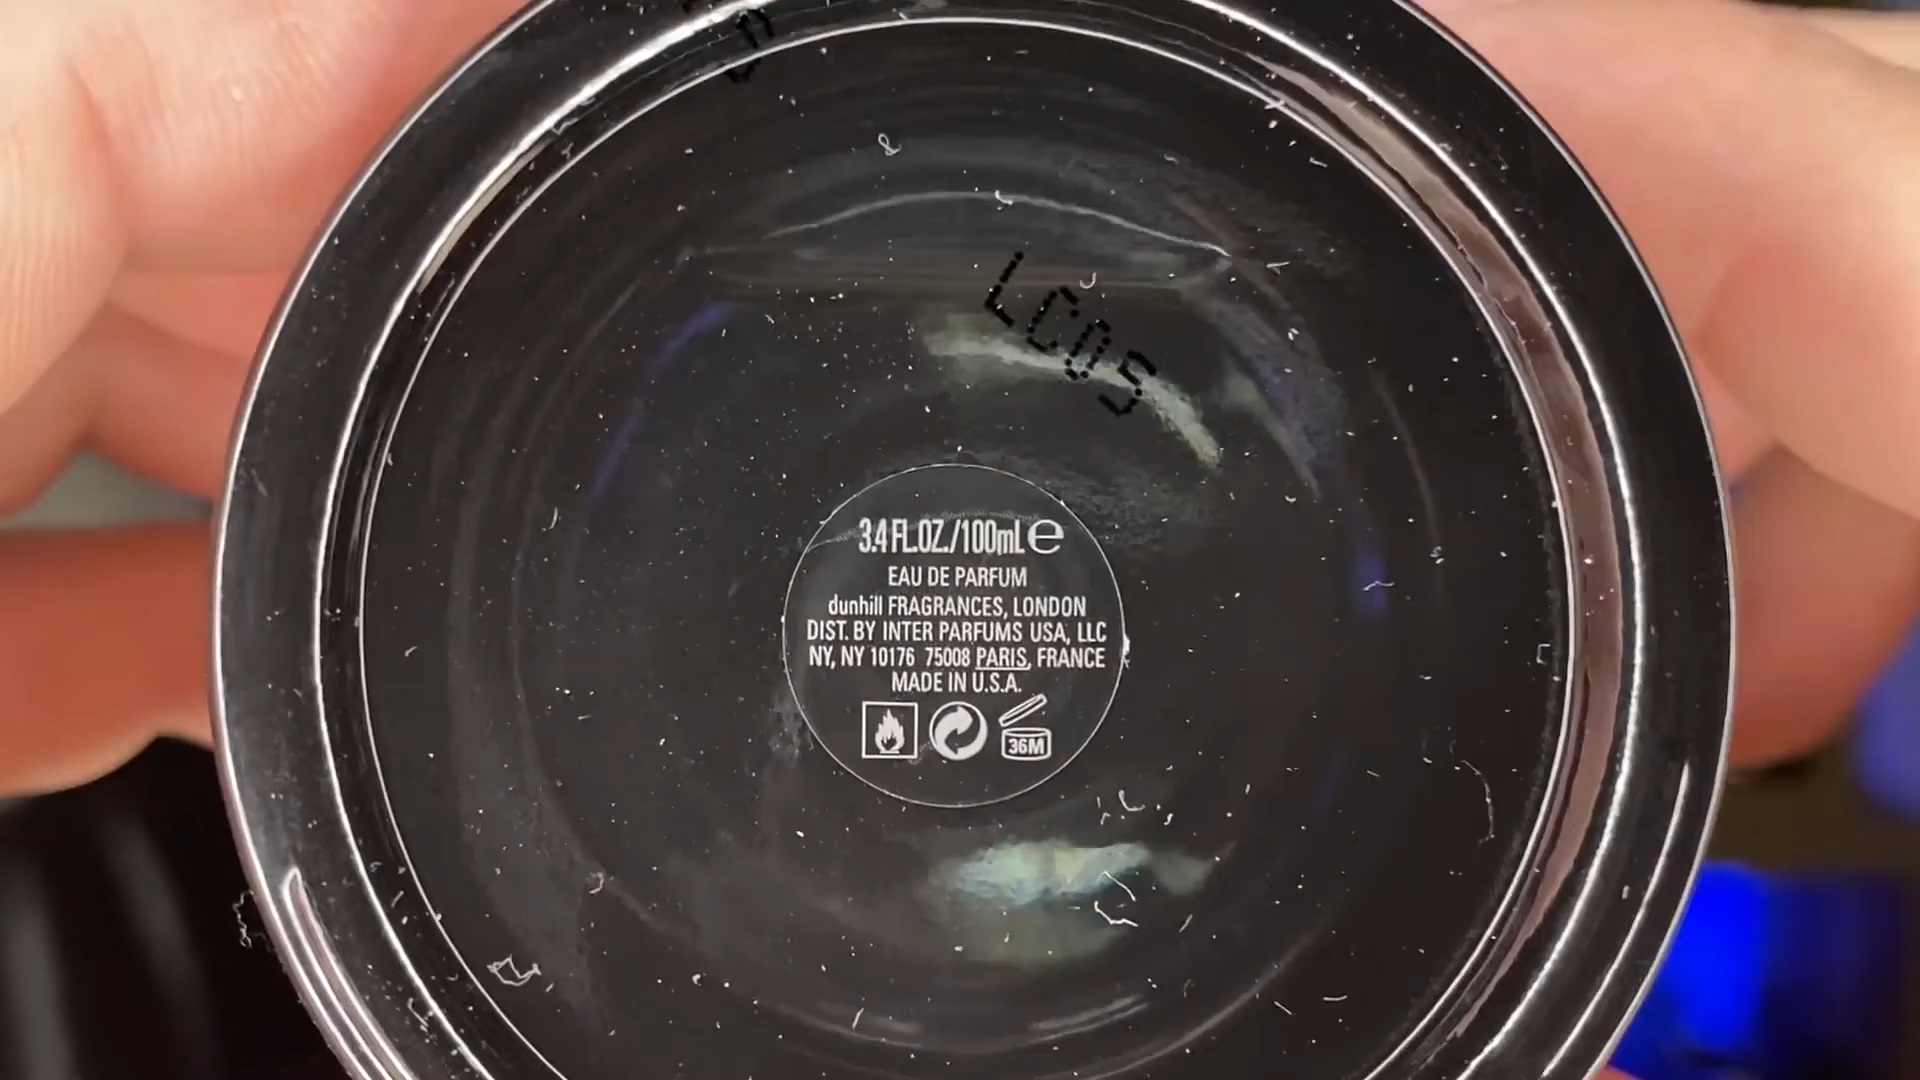 LC05
3.4 FL.OZ./100mL e
EAU DE PARFUM
dunhill FRAGRANCES, LONDON
DIST. BY INTER PARFUMS USA, LLC
NY, NY 10176 75008 PARIS, FRANCE
MADE IN U.S.A.
36M